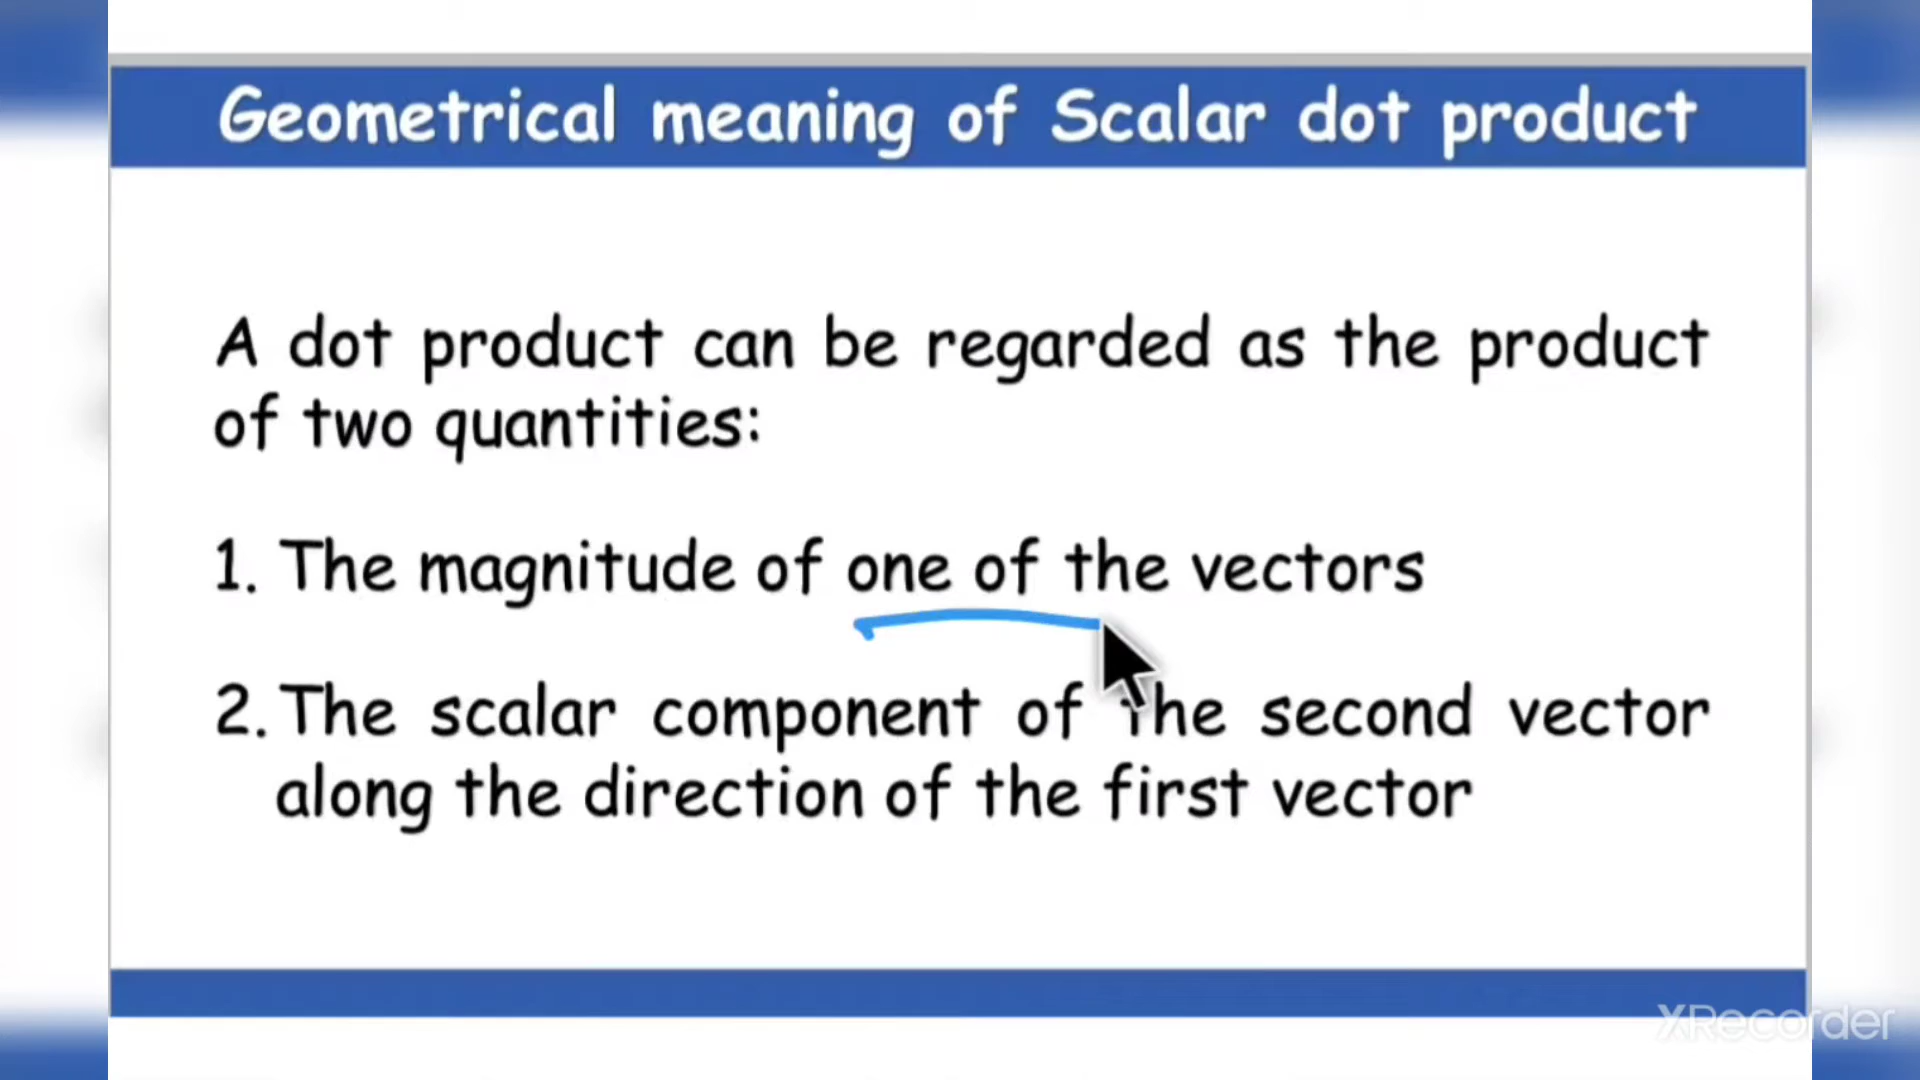 Geometrical meaning of Scalar dot product
A dot product can be regarded as the product
of two quantities:
1. The magnitude of one of the vectors
2. The scalar component of the second vector
along the direction of the first vector
XRecorder